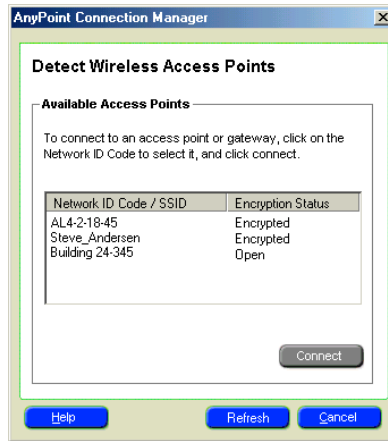 AnyPoint Connection Manager
Detect Wireless Access Points
Available Access Points
To connect to an access point or gateway, click on the
Network ID Code to select it, and click connect.
Network ID Code / SSID Encryption Status
AL4-2-18-45 Encrypted
Steve_Andersen Encrypted
Building 24-345 Open
Connect
Help Refresh Cancel